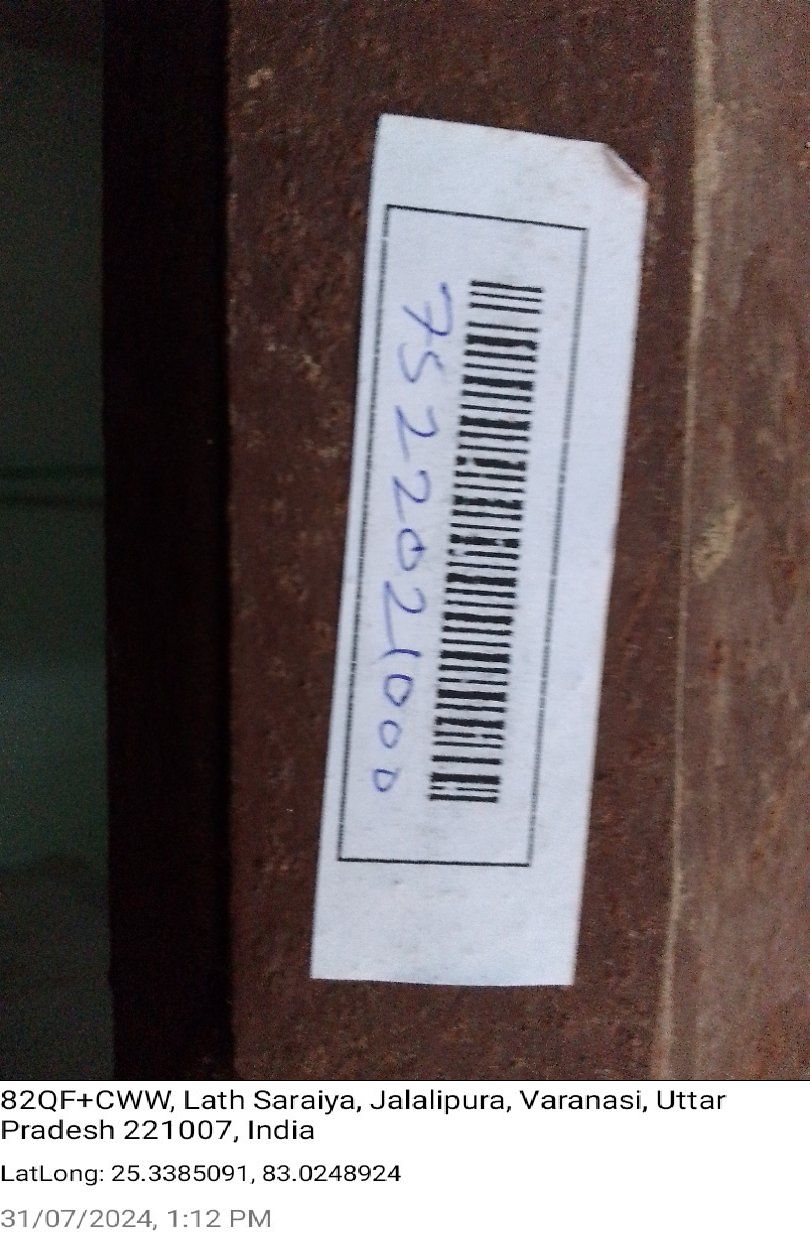 7522021000
82QF+CWW, Lath Saraiya, Jalalipura, Varanasi, Uttar
Pradesh 221007, India
LatLong: 25.3385091, 83.0248924
31/07/2024, 1:12 PM